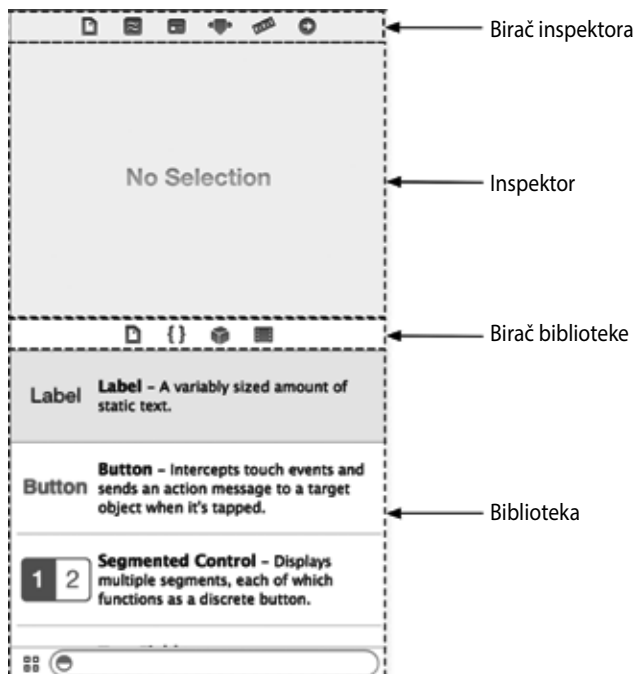 Birač inspektora
No Selection
Inspektor
{ }
Birač biblioteke
Label
Label – A variably sized amount of
static text.
Button
Button – Intercepts touch events and
sends an action message to a target
object when it's tapped.
Biblioteka
1 2
Segmented Control – Displays
multiple segments, each of which
functions as a discrete button.